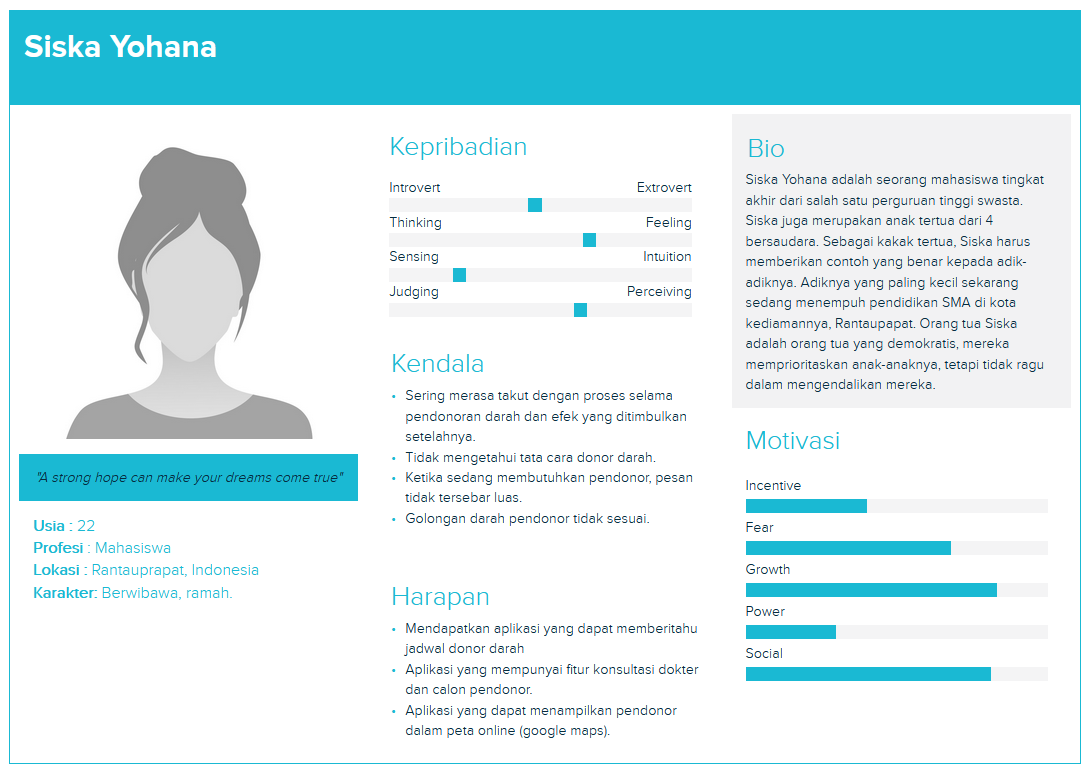 Siska Yohana
"A strong hope can make your dreams come true"
Usia : 22
Profesi : Mahasiswa
Lokasi : Rantauprapat, Indonesia
Karakter: Berwibawa, ramah.
Kepribadian
Introvert Extrovert
Thinking Feeling
Sensing Intuition
Judging Perceiving
Kendala
• Sering merasa takut dengan proses selama
pendonoran darah dan efek yang ditimbulkan
setelahnya.
• Tidak mengetahui tata cara donor darah.
• Ketika sedang membutuhkan pendonor, pesan
tidak tersebar luas.
• Golongan darah pendonor tidak sesuai.
Harapan
• Mendapatkan aplikasi yang dapat memberitahu
jadwal donor darah
• Aplikasi yang mempunyai fitur konsultasi dokter
dan calon pendonor.
• Aplikasi yang dapat menampilkan pendonor
dalam peta online (google maps).
Bio
Siska Yohana adalah seorang mahasiswa tingkat
akhir dari salah satu perguruan tinggi swasta.
Siska juga merupakan anak tertua dari 4
bersaudara. Sebagai kakak tertua, Siska harus
memberikan contoh yang benar kepada adik-
adiknya. Adiknya yang paling kecil sekarang
sedang menempuh pendidikan SMA di kota
kediamannya, Rantaupapat. Orang tua Siska
adalah orang tua yang demokratis, mereka
memprioritaskan anak-anaknya, tetapi tidak ragu
dalam mengendalikan mereka.
Motivasi
Incentive
Fear
Growth
Power
Social